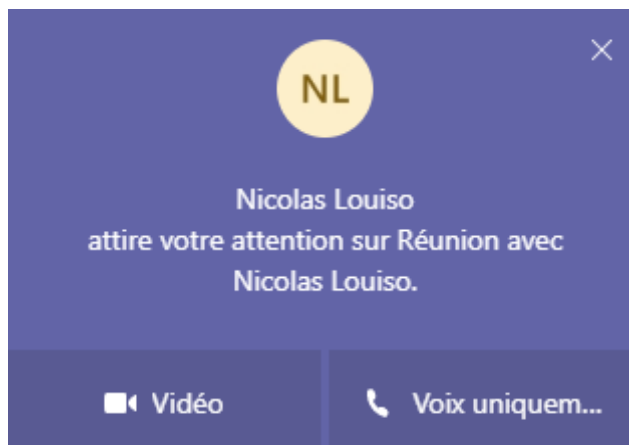 NL
Nicolas Louiso
attire votre attention sur Réunion avec
Nicolas Louiso.
Vidéo
Voix uniquem...